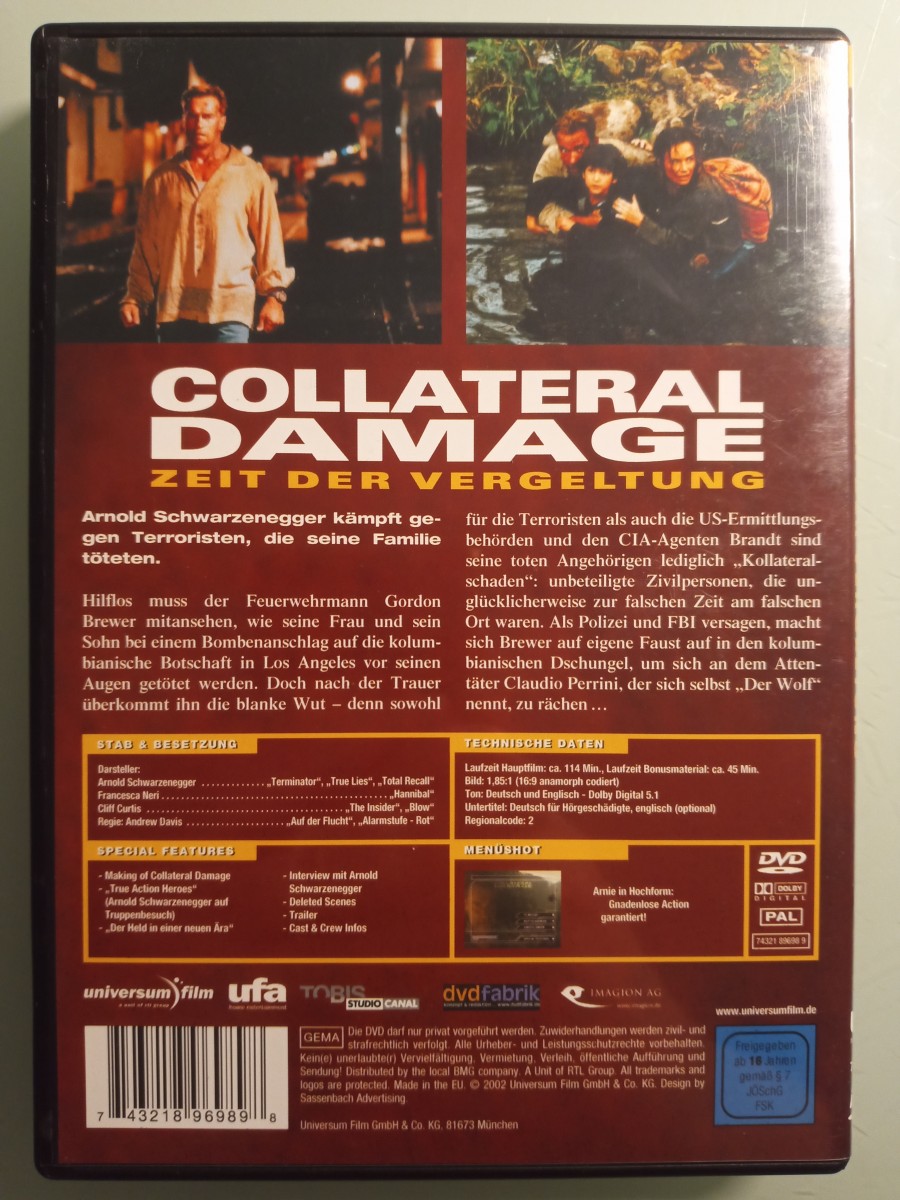 COLLATERAL
DAMAGE
ZEIT DER VERGELTUNG
Arnold Schwarzenegger kämpft ge-
gen Terroristen, die seine Familie
töteten.
Hilflos muss der Feuerwehrmann Gordon
Brewer mitansehen, wie seine Frau und sein
Sohn bei einem Bombenanschlag auf die kolum-
bianische Botschaft in Los Angeles vor seinen
Augen getötet werden. Doch nach der Trauer
überkommt ihn die blanke Wut – denn sowohl
für die Terroristen als auch die US-Ermittlungs-
behörden und den CIA-Agenten Brandt sind
seine toten Angehörigen lediglich „Kollateral-
schaden“: unbeteiligte Zivilpersonen, die un-
glücklicherweise zur falschen Zeit am falschen
Ort waren. Als Polizei und FBI versagen, macht
sich Brewer auf eigene Faust auf in den kolum-
bianischen Dschungel, um sich an dem Atten-
täter Claudio Perrini, der sich selbst „Der Wolf“
nennt, zu rächen ...
STAB & BESETZUNG
Darsteller:
Arnold Schwarzenegger . . . . . . . . . . . . „Terminator“, „True Lies“, „Total Recall“
Francesca Neri . . . . . . . . . . . . . . . . . . . . . . . . . . . . . . . . . . . . . . . . „Hannibal“
Cliff Curtis . . . . . . . . . . . . . . . . . . . . . . . . . . . . . . . . . . „The Insider“, „Blow“
Regie: Andrew Davis . . . . . . . . . . . . . . . . . „Auf der Flucht“, „Alarmstufe - Rot“
TECHNISCHE DATEN
Laufzeit Hauptfilm: ca. 114 Min., Laufzeit Bonusmaterial: ca. 45 Min.
Bild: 1,85:1 (16:9 anamorph codiert)
Ton: Deutsch und Englisch - Dolby Digital 5.1
Untertitel: Deutsch für Hörgeschädigte, englisch (optional)
Regionalcode: 2
SPECIAL FEATURES
- Making of Collateral Damage
- „True Action Heroes“
(Arnold Schwarzenegger auf
Truppenbesuch)
- „Der Held in einer neuen Ära“
- Interview mit Arnold
Schwarzenegger
- Deleted Scenes
- Trailer
- Cast & Crew Infos
MENÜSHOT
Arnie in Hochform:
Gnadenlose Action
garantiert!
DVD
DOLBY
DIGITAL
PAL
74321 89698 9
universum film
ufa
TOBIS
STUDIO CANAL
dvdfabrik
IMAGION AG
www.imagion.de
www.universumfilm.de
GEMA
Die DVD darf nur privat vorgeführt werden. Zuwiderhandlungen werden zivil- und
strafrechtlich verfolgt. Alle Urheber- und Leistungsschutzrechte vorbehalten.
Kein(e) unerlaubte(r) Vervielfältigung, Vermietung, Verleih, öffentliche Aufführung und
Sendung! Distributed by the local BMG company. A Unit of RTL Group. All trademarks and
logos are protected. Made in the EU. © 2002 Universum Film GmbH & Co. KG. Design by
Sassenbach Advertising.
Universum Film GmbH & Co. KG. 81673 München
7 43218 96989 8
Freigegeben
ab 16 Jahren
gemäß § 7
JÖSchG
FSK